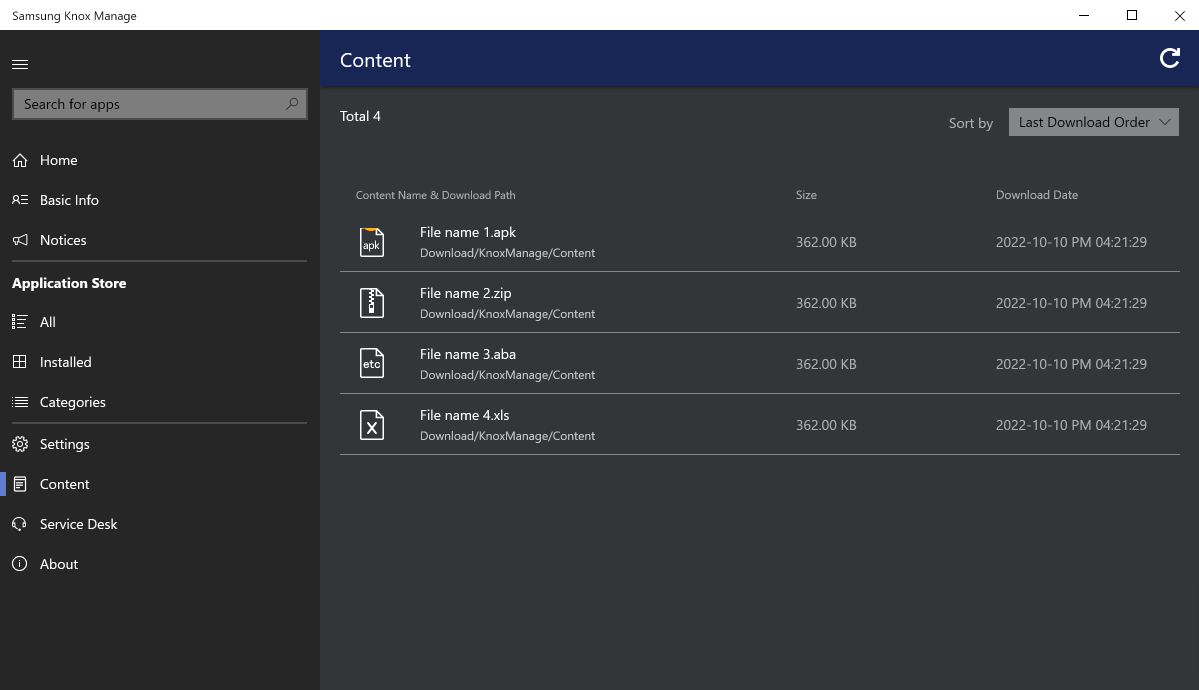 Samsung Knox Manage
Search for apps
Home
Basic Info
Notices
Application Store
All
Installed
Categories
Settings
Content
Service Desk
About
Content
Total 4
Sort by
Last Download Order
Content Name & Download Path
Size
Download Date
apk
File name 1.apk
Download/KnoxManage/Content
362.00 KB
2022-10-10 PM 04:21:29
File name 2.zip
Download/KnoxManage/Content
362.00 KB
2022-10-10 PM 04:21:29
etc
File name 3.aba
Download/KnoxManage/Content
362.00 KB
2022-10-10 PM 04:21:29
X
File name 4.xls
Download/KnoxManage/Content
362.00 KB
2022-10-10 PM 04:21:29